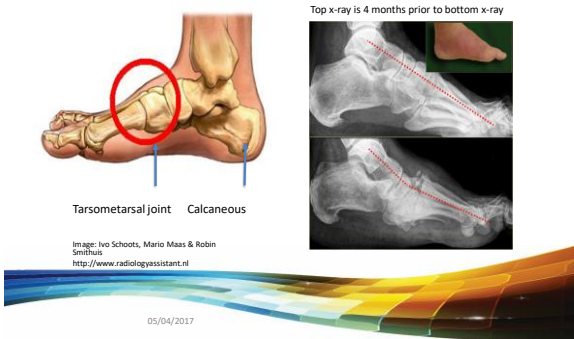 Top x-ray is 4 months prior to bottom x-ray
Tarsometarsal joint Calcaneous
Image: Ivo Schoots, Mario Maas & Robin
Smithuis
http://www.radiologyassistant.nl
05/04/2017